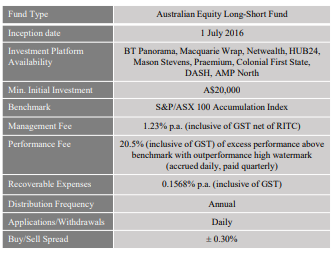 Fund Type Australian Equity Long-Short Fund
Inception date 1 July 2016
Investment Platform Availability BT Panorama, Macquarie Wrap, Netwealth, HUB24,
Mason Stevens, Praemium, Colonial First State,
DASH, AMP North
Min. Initial Investment A$20,000
Benchmark S&P/ASX 100 Accumulation Index
Management Fee 1.23% p.a. (inclusive of GST net of RITC)
Performance Fee 20.5% (inclusive of GST) of excess performance above
benchmark with outperformance high watermark
(accrued daily, paid quarterly)
Recoverable Expenses 0.1568% p.a. (inclusive of GST)
Distribution Frequency Annual
Applications/Withdrawals Daily
Buy/Sell Spread ± 0.30%